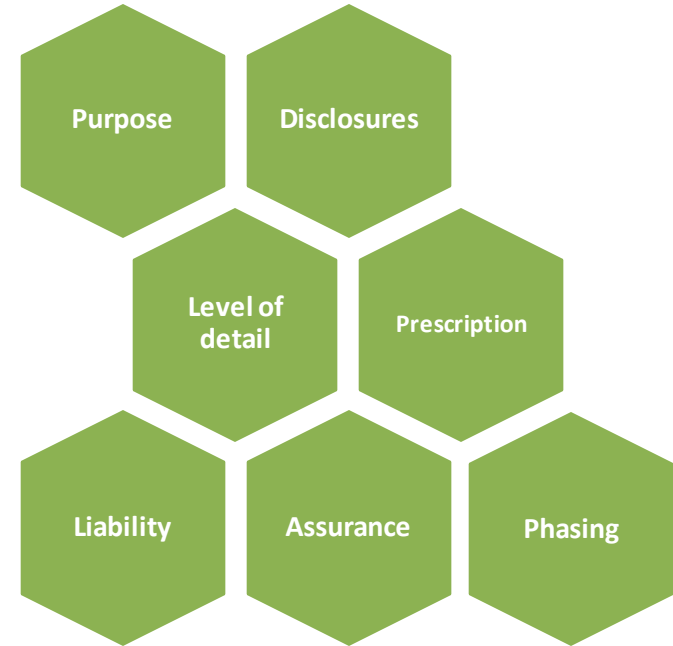 Purpose
Disclosures
Level of
detail
Prescription
Liability
Assurance
Phasing